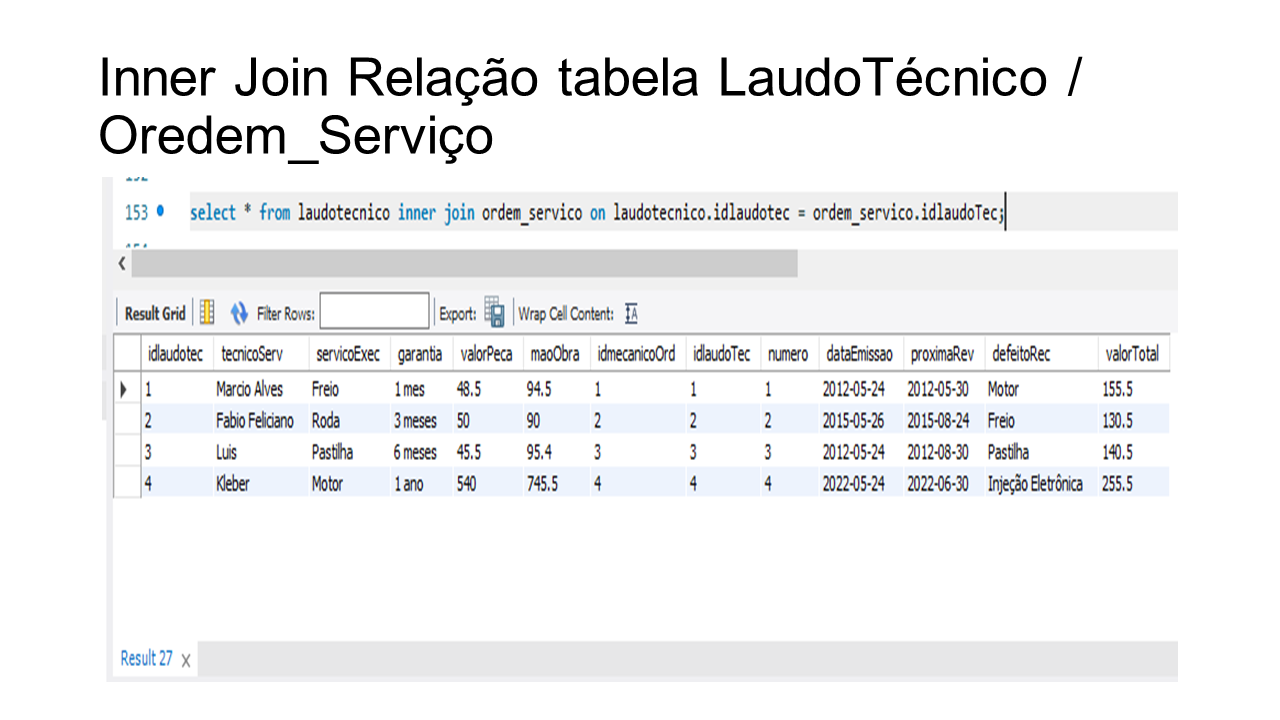 Inner Join Relação tabela LaudoTécnico /
Oredem_Serviço
153 select * from laudotecnico inner join ordem_servico on laudotecnico.idlaudotec = ordem_servico.idlaudoTec;
Result Grid Filter Rows: Export: Wrap Cell Content: IA
idlaudotec tecnicoServ servicoExec garantia valorPeca maoObra idmecanicoOrd idlaudoTec numero dataEmissao proximaRev defeitoRec valorTotal
1 Marcio Alves Freio 1 mes 48.5 94.5 1 1 1 2012-05-24 2012-05-30 Motor 155.5
2 Fabio Feliciano Roda 3 meses 50 90 2 2 2 2015-05-26 2015-08-24 Freio 130.5
3 Luis Pastilha 6 meses 45.5 95.4 3 3 3 2012-05-24 2012-08-30 Pastilha 140.5
4 Kleber Motor 1 ano 540 745.5 4 4 4 2022-05-24 2022-06-30 Injeção Eletrônica 255.5
Result 27 x